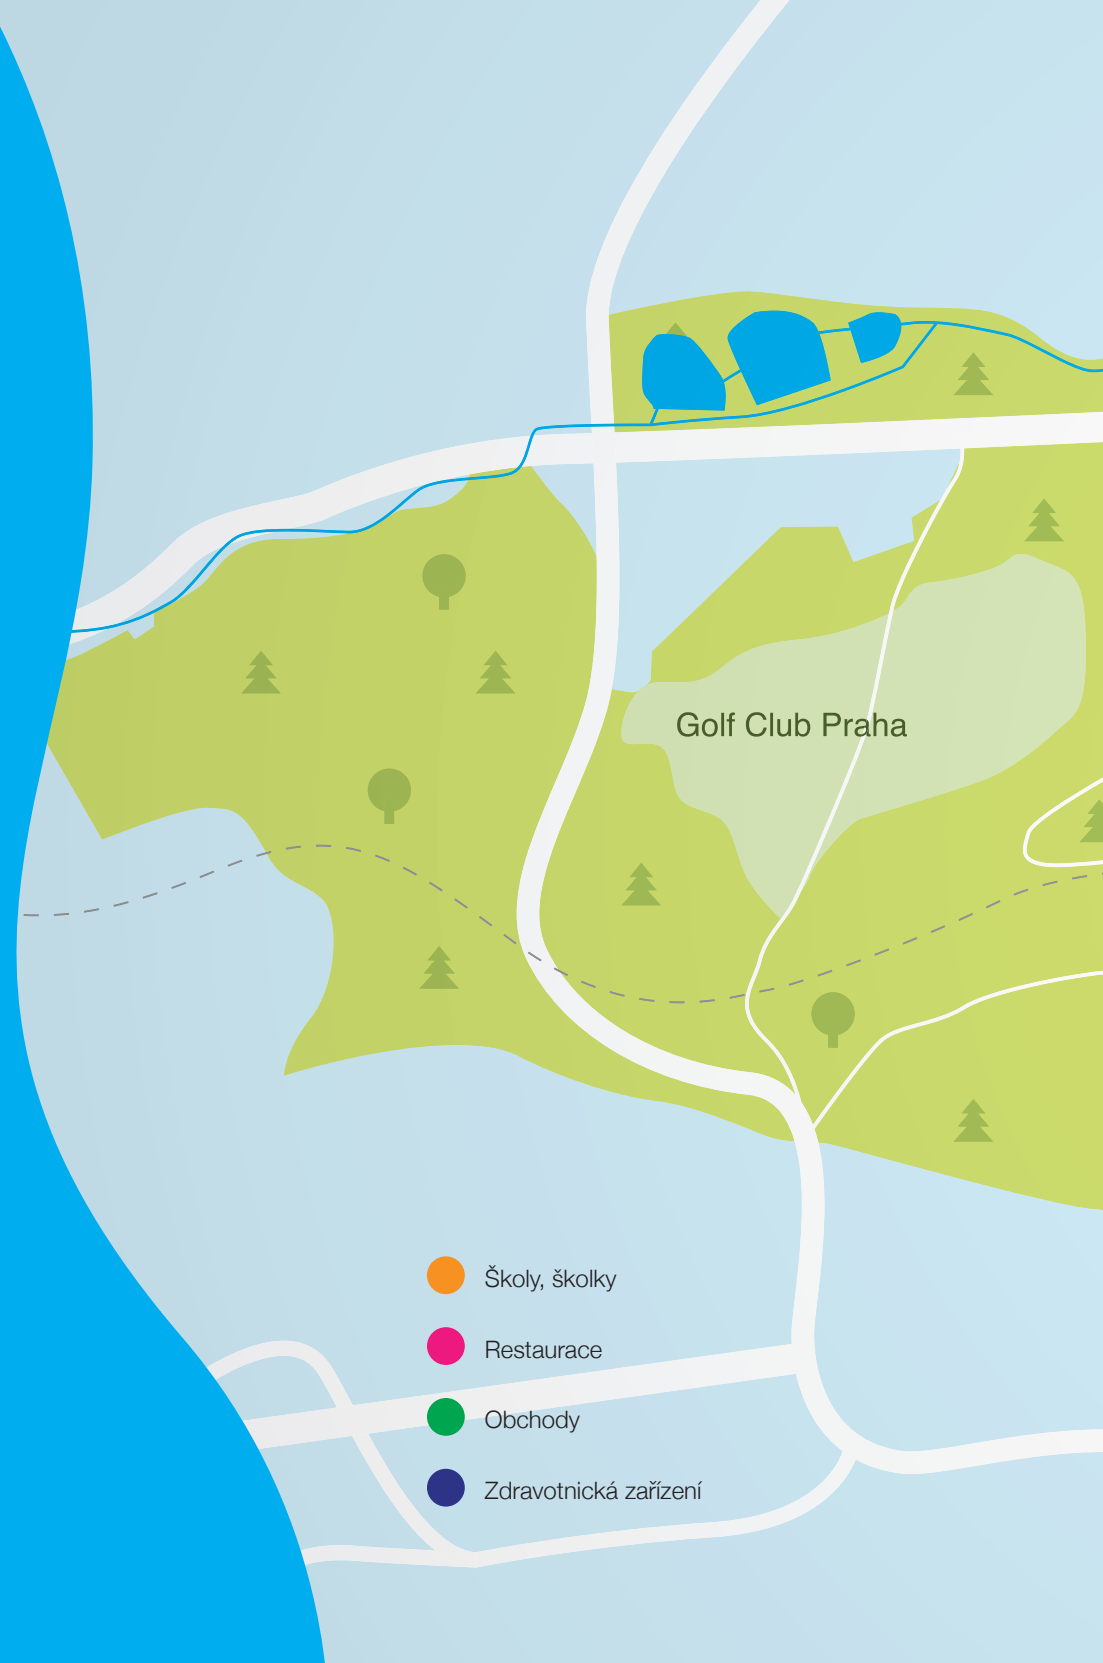 Golf Club Praha
Školy, školky
Restaurace
Obchody
Zdravotnická zařízení